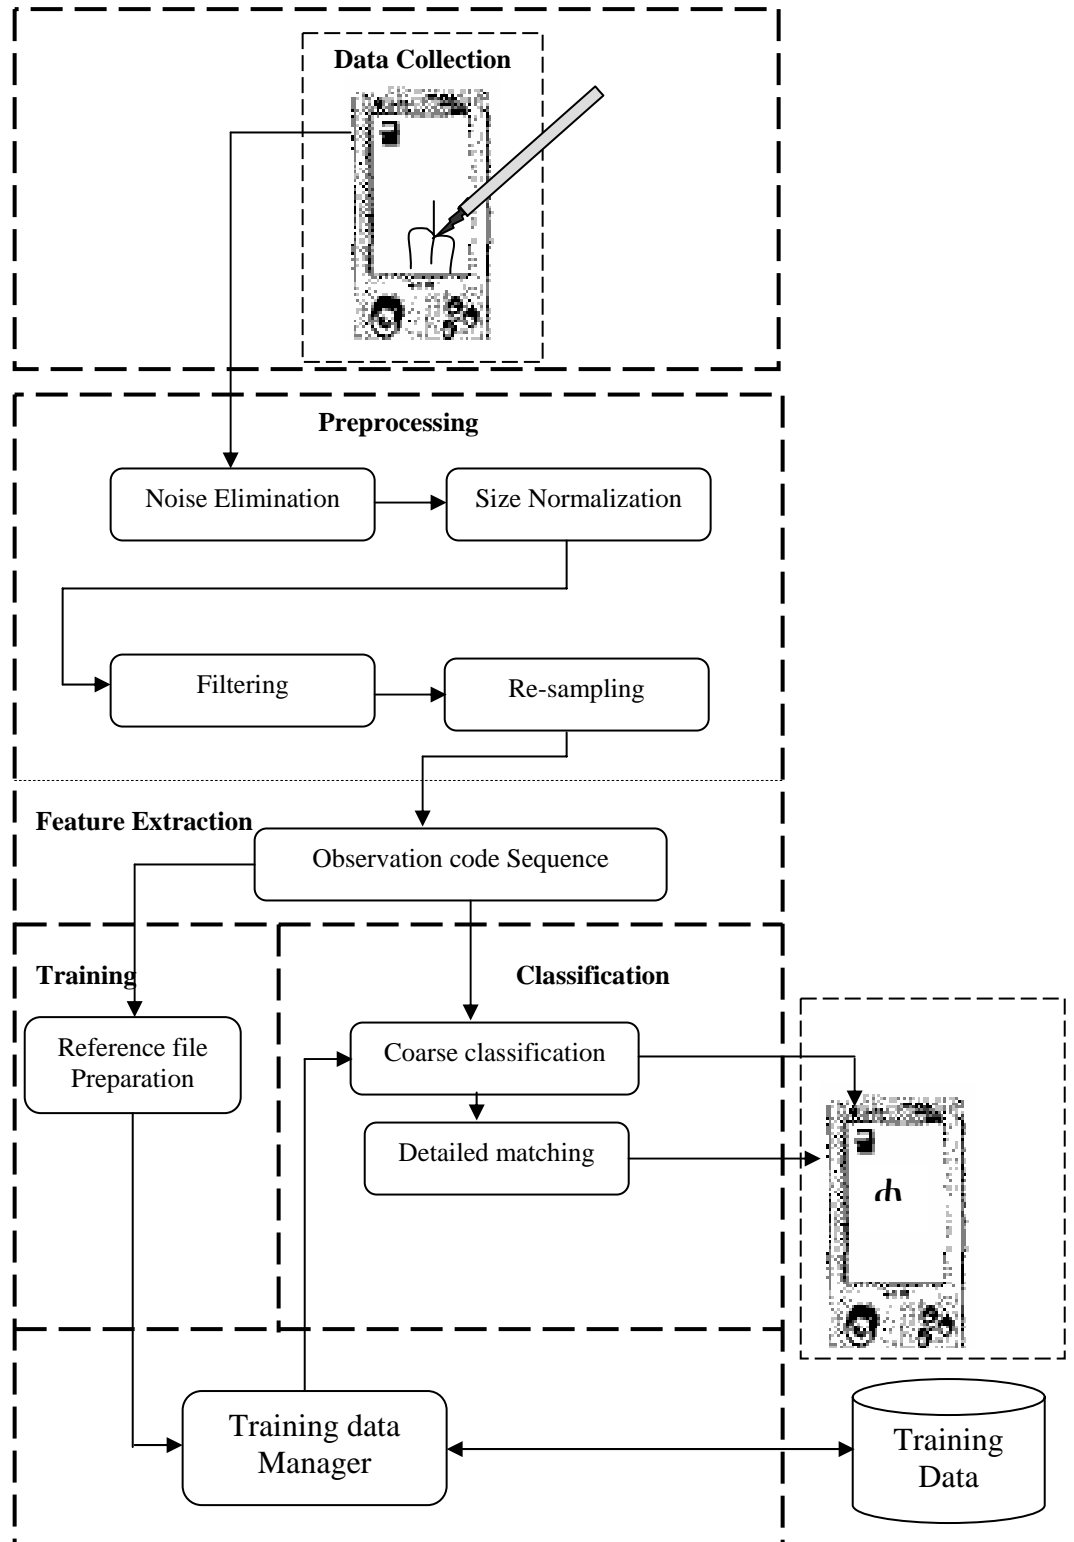 Data Collection
Preprocessing
Noise Elimination
Size Normalization
Filtering
Re-sampling
Feature Extraction
Observation code Sequence
Training
Classification
Reference file
Preparation
Coarse classification
Detailed matching
Training data
Manager
Training
Data